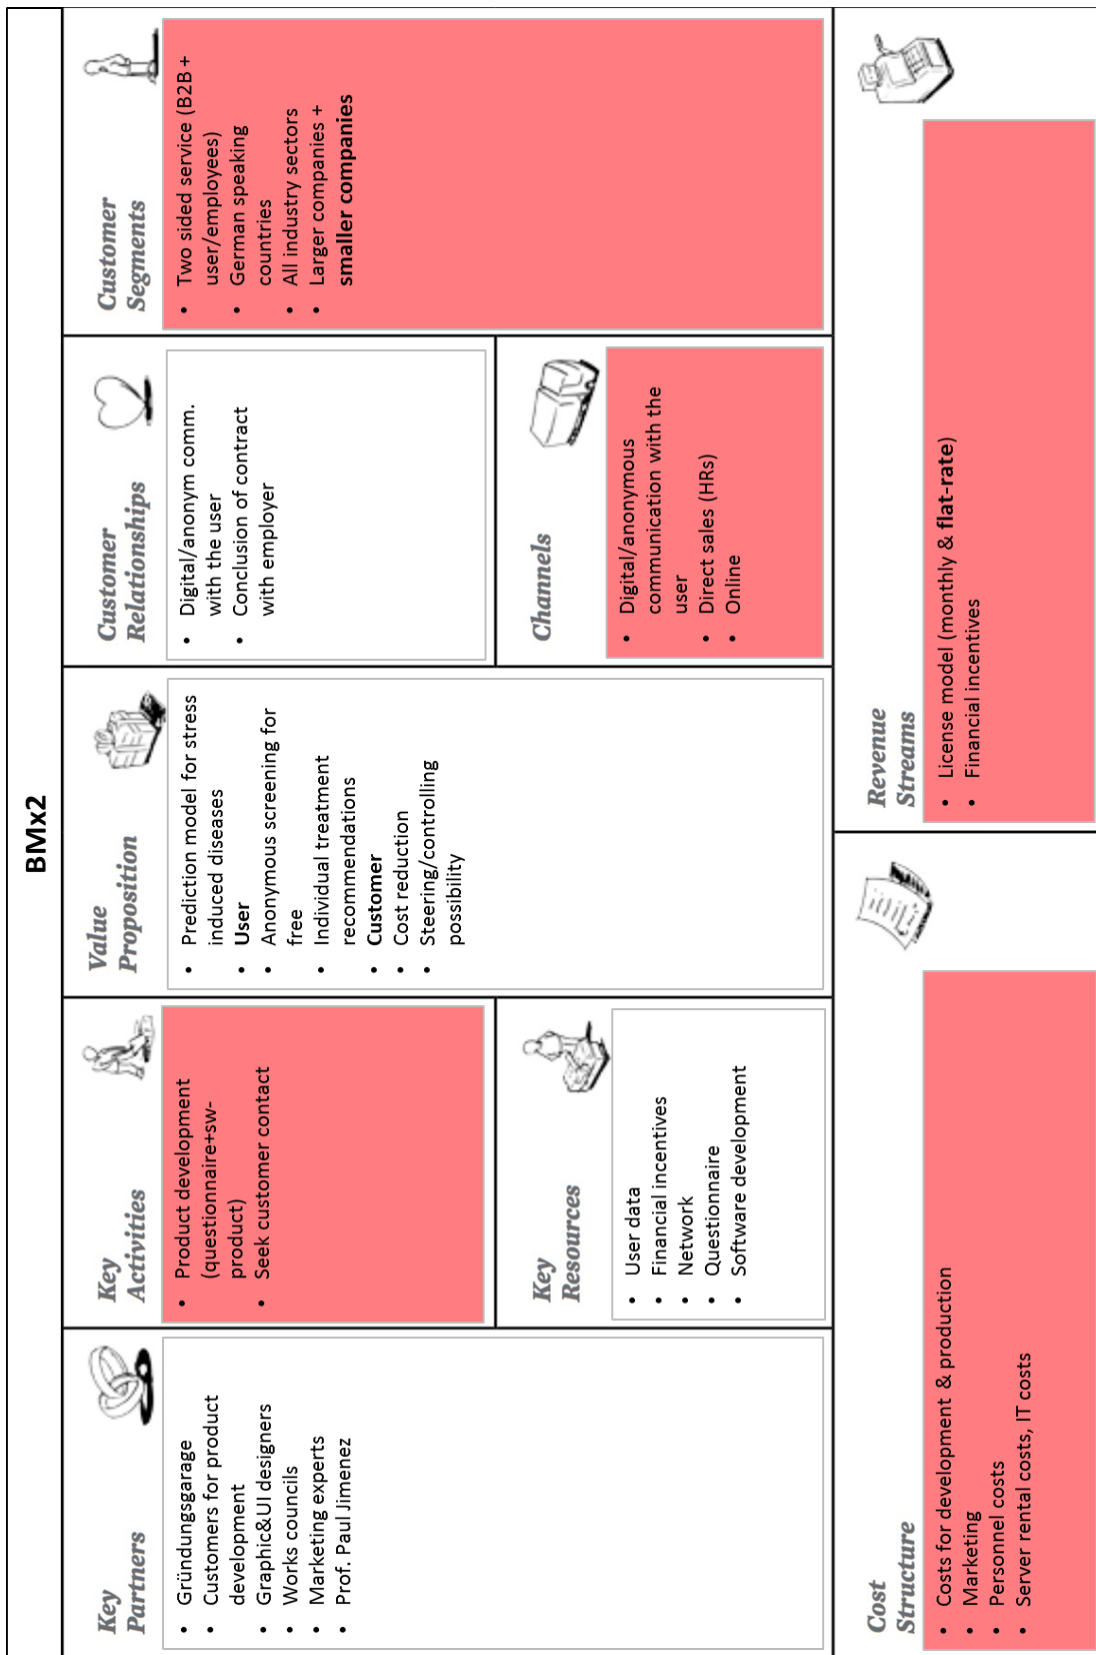 BMx2
Key
Partners
• Gründungsgarage
• Customers for product
development
• Graphic&UI designers
• Works councils
• Marketing experts
• Prof. Paul Jimenez
Key
Activities
• Product development
(questionnaire+sw-
product)
• Seek customer contact
Key
Resources
• User data
• Financial incentives
• Network
• Questionnaire
• Software development
Value
Proposition
• Prediction model for stress
induced diseases
• User
• Anonymous screening for
free
• Individual treatment
recommendations
• Customer
• Cost reduction
• Steering/controlling
possibility
Customer
Relationships
• Digital/anonym comm.
with the user
• Conclusion of contract
with employer
Channels
• Digital/anonymous
communication with the
user
• Direct sales (HRs)
• Online
Customer
Segments
• Two sided service (B2B +
user/employees)
• German speaking
countries
• All industry sectors
• Larger companies +
smaller companies
Cost
Structure
• Costs for development & production
• Marketing
• Personnel costs
• Server rental costs, IT costs
Revenue
Streams
• License model (monthly & flat-rate)
• Financial incentives